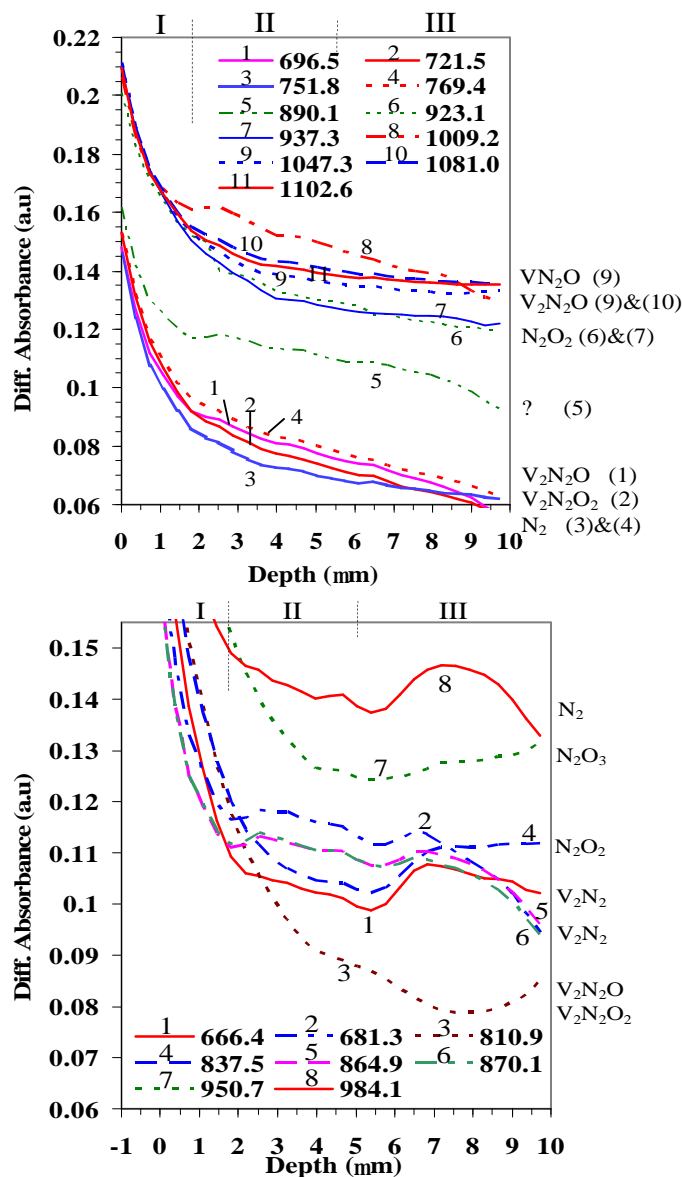 I II III
0.22
0.2
0.18
0.16
0.14
0.12
0.1
0.08
0.06
Diff. Absorbance (a.u)
1 696.5 2 721.5
3 751.8 4 769.4
5 890.1 6 923.1
7 937.3 8 1009.2
9 1047.3 10 1081.0
11 1102.6
10 8
9 11
7
6
5
1 2 4
3
VN₂O (9)
V₂N₂O (9)&(10)
N₂O₂ (6)&(7)
? (5)
V₂N₂O (1)
V₂N₂O₂ (2)
N₂ (3)&(4)
0 1 2 3 4 5 6 7 8 9 10
Depth (mm)
I II III
0.15
0.14
0.13
0.12
0.11
0.1
0.09
0.08
0.07
0.06
Diff. Absorbance (a.u)
8
7
2 4
1 5
6
3
N₂
N₂O₃
N₂O₂
V₂N₂
V₂N₂
V₂N₂O
V₂N₂O₂
1 666.4 2 681.3 3 810.9
4 837.5 5 864.9 6 870.1
7 950.7 8 984.1
-1 0 1 2 3 4 5 6 7 8 9 10
Depth (mm)